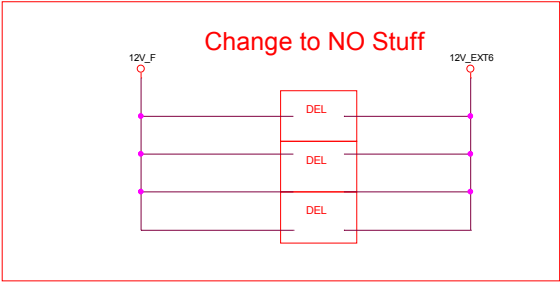 Change to NO Stuff
12V_F
12V_EXT6
DEL
DEL
DEL